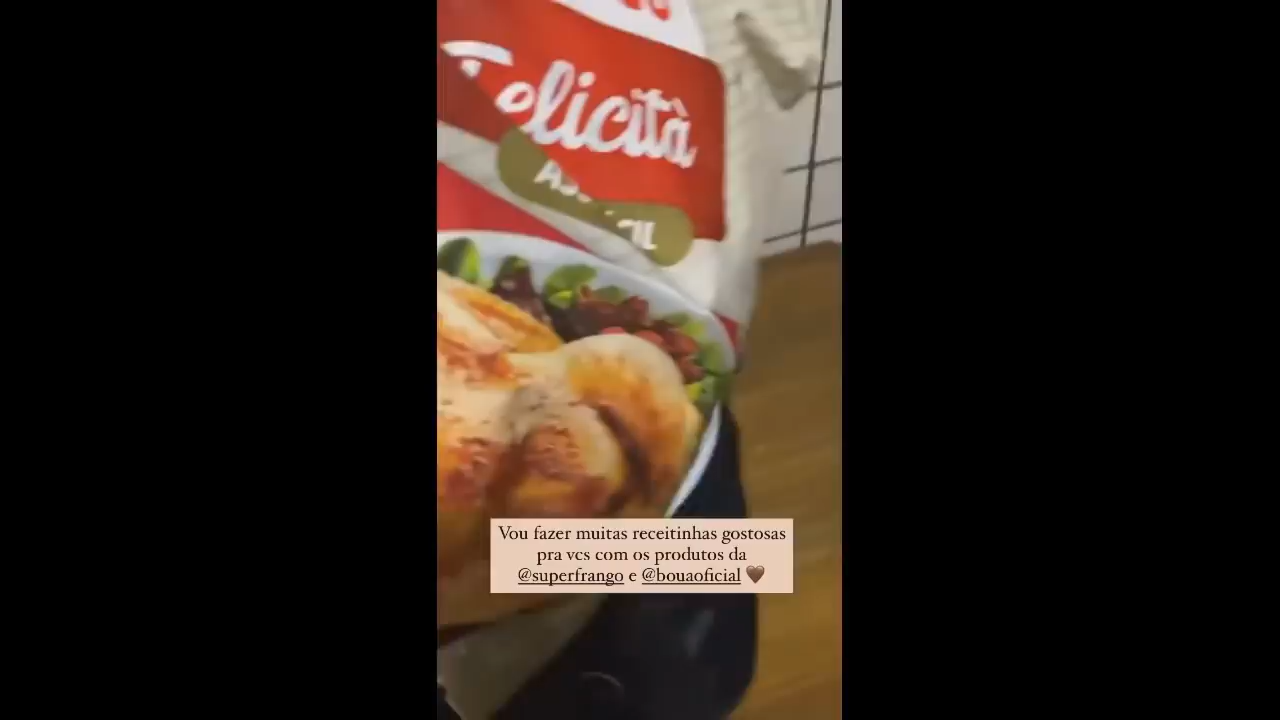 Felicità
Vou fazer muitas receitinhas gostosas
pra vcs com os produtos da
@superfrango e @bouaoficial 🤎